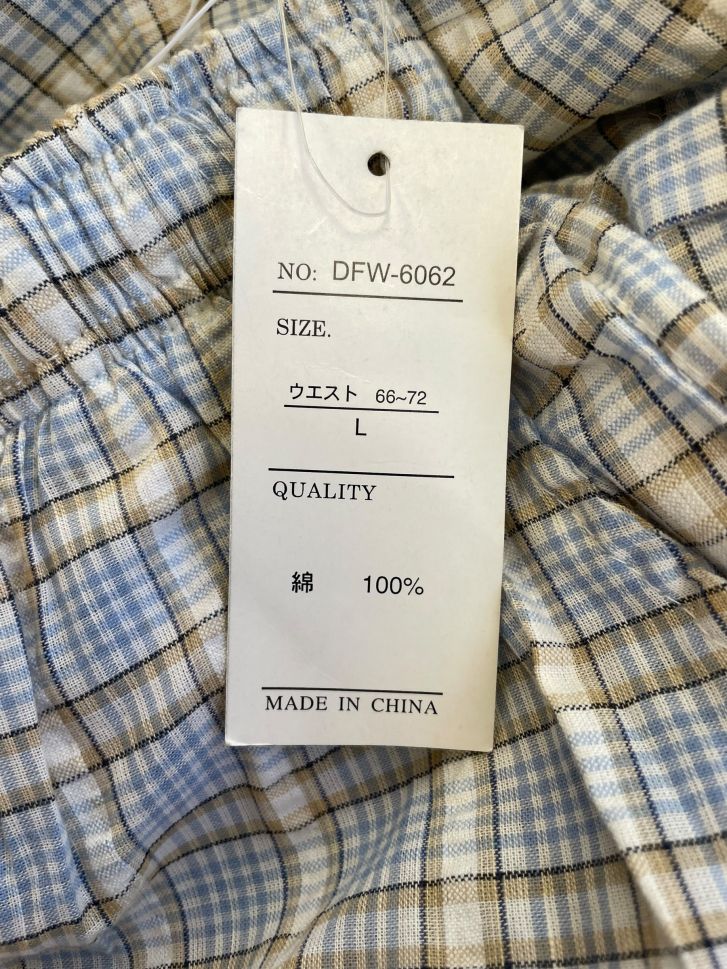 NO: DFW-6062
SIZE.
ウエスト 66~72
L
QUALITY
綿 100%
MADE IN CHINA